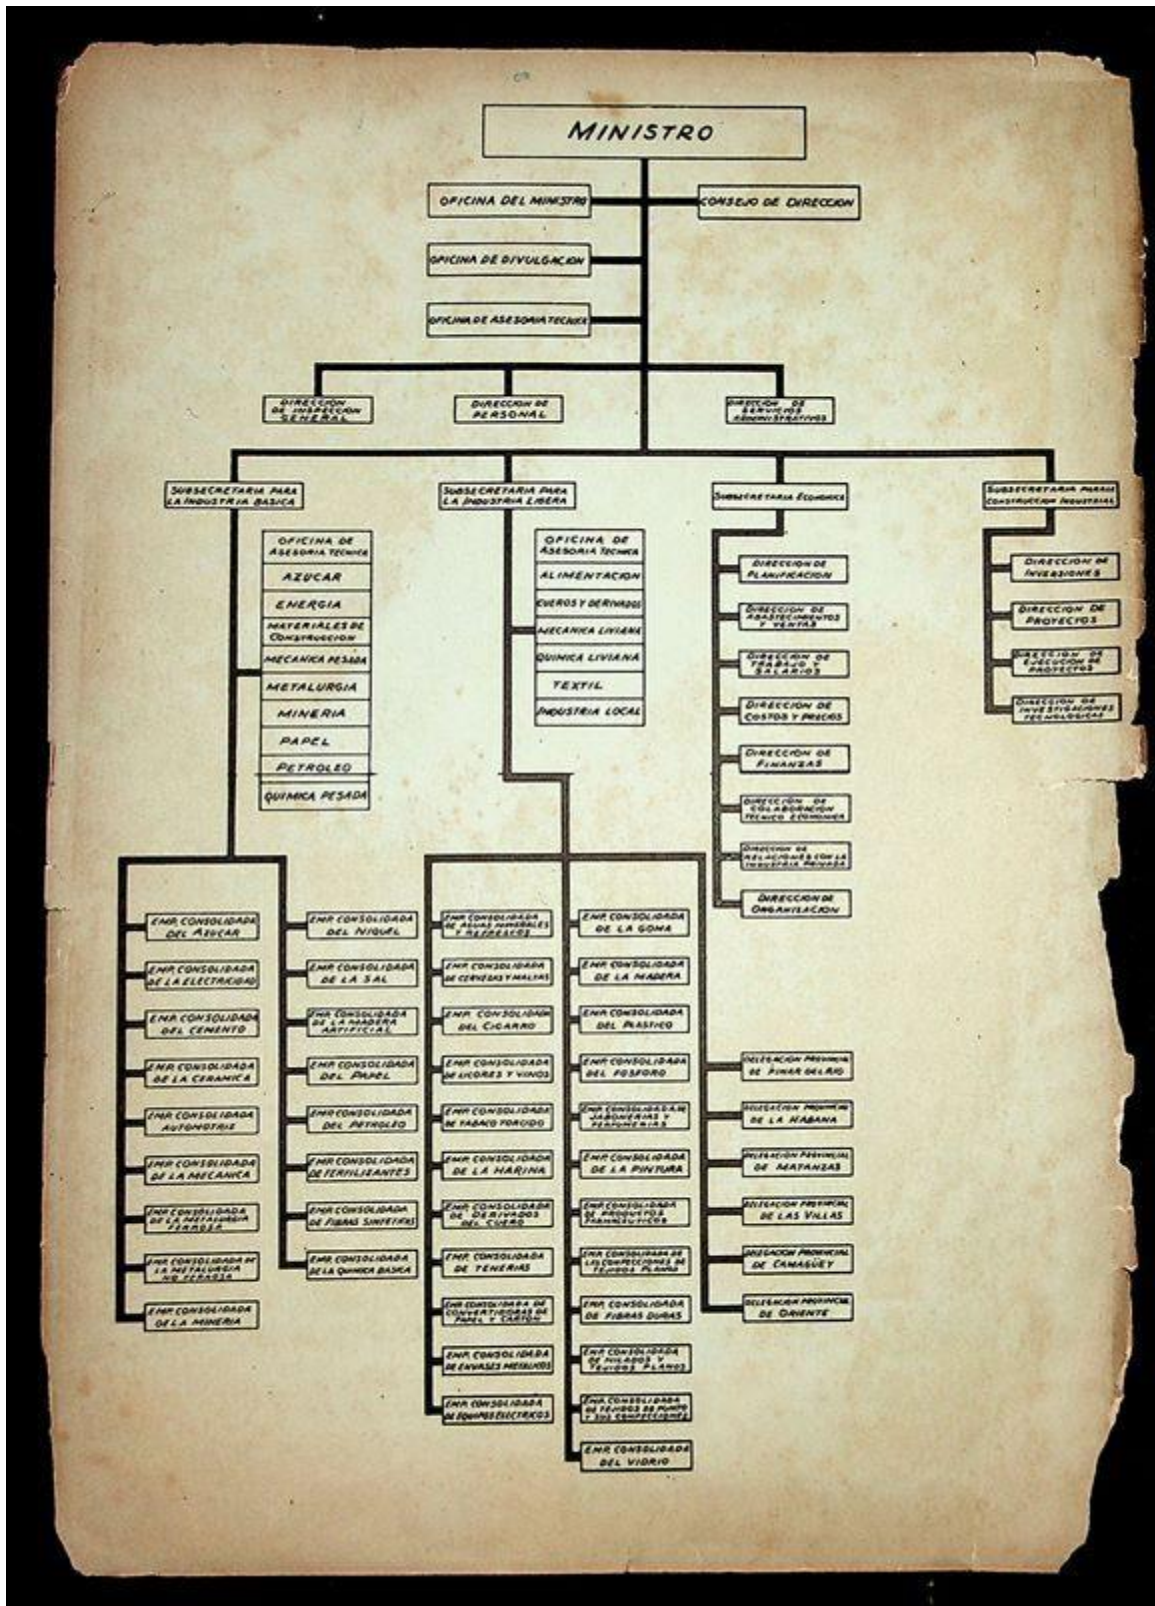 MINISTRO
OFICINA DEL MINISTRO
CONSEJO DE DIRECCION
OFICINA DE DIVULGACION
OFICINA DE ASESORIA TECNICA
DIRECCION
DE INSPECCION
GENERAL
DIRECCION DE
PERSONAL
DIRECCION DE
SERVICIOS
ADMINISTRATIVOS
SUBSECRETARIA PARA
LA INDUSTRIA BASICA
SUBSECRETARIA PARA
LA INDUSTRIA LIGERA
SUBSECRETARIA ECONOMICA
SUBSECRETARIA PARA LA
CONSTRUCCION INDUSTRIAL
OFICINA DE
ASESORIA TECNICA
AZUCAR
ENERGIA
MATERIALES DE
CONSTRUCCION
MECANICA PESADA
METALURGIA
MINERIA
PAPEL
PETROLEO
QUIMICA PESADA
OFICINA DE
ASESORIA TECNICA
ALIMENTACION
CUEROS Y DERIVADOS
MECANICA LIVIANA
QUIMICA LIVIANA
TEXTIL
INDUSTRIA LOCAL
DIRECCION DE
PLANIFICACION
DIRECCION DE
ABASTECIMIENTOS
Y VENTAS
DIRECCION DE
TRABAJO Y
SALARIOS
DIRECCION DE
COSTOS Y PRECIOS
DIRECCION DE
FINANZAS
DIRECCION DE
COLABORACION
TECNICO ECONOMICA
DIRECCION DE
RELACIONES CON LA
INDUSTRIA PRIVADA
DIRECCION DE
ORGANIZACION
DIRECCION DE
INVERSIONES
DIRECCION DE
PROYECTOS
DIRECCION DE
EJECUCION DE
PROYECTOS
DIRECCION DE
INVESTIGACIONES
TECNOLOGICAS
EMP. CONSOLIDADA
DEL AZUCAR
EMP. CONSOLIDADA
DE LA ELECTRICIDAD
EMP. CONSOLIDADA
DEL CEMENTO
EMP. CONSOLIDADA
DE LA CERAMICA
EMP. CONSOLIDADA
AUTOMOTRIZ
EMP. CONSOLIDADA
DE LA MECANICA
EMP. CONSOLIDADA
DE LA METALURGIA
FERROSA
EMP. CONSOLIDADA DE
LA METALURGIA
NO FERROSA
EMP. CONSOLIDADA
DE LA MINERIA
EMP. CONSOLIDADA
DEL NIQUEL
EMP. CONSOLIDADA
DE LA SAL
EMP. CONSOLIDADA
DE LA MADERA
ARTIFICIAL
EMP. CONSOLIDADA
DEL PAPEL
EMP. CONSOLIDADA
DEL PETROLEO
EMP. CONSOLIDADA
DE FERTILIZANTES
EMP. CONSOLIDADA
DE FIBRAS SINTETICAS
EMP. CONSOLIDADA
DE LA QUIMICA BASICA
EMP. CONSOLIDADA
DE AGUAS MINERALES
Y REFRESCOS
EMP. CONSOLIDADA
DE CERVEZAS Y MALTAS
EMP. CONSOLIDADA
DEL CIGARRO
EMP. CONSOLIDADA
DE LICORES Y VINOS
EMP. CONSOLIDADA
DE TABACO TORCIDO
EMP. CONSOLIDADA
DE LA HARINA
EMP. CONSOLIDADA
DE DERIVADOS
DEL CUERO
EMP. CONSOLIDADA
DE TENERIAS
EMP. CONSOLIDADA DE
CONVERTIDORAS DE
PAPEL Y CARTON
EMP. CONSOLIDADA
DE ENVASES METALICOS
EMP. CONSOLIDADA
DE EQUIPOS ELECTRICOS
EMP. CONSOLIDADA
DE LA GOMA
EMP. CONSOLIDADA
DE LA MADERA
EMP. CONSOLIDADA
DEL PLASTICO
EMP. CONSOLIDADA
DEL FOSFORO
EMP. CONSOLIDADA DE
JABONERIAS Y
PERFUMERIAS
EMP. CONSOLIDADA
DE LA PINTURA
EMP. CONSOLIDADA
DE PRODUCTOS
FARMACEUTICOS
EMP. CONSOLIDADA DE
LAS CONFECCIONES DE
TEJIDOS PLANOS
EMP. CONSOLIDADA
DE FIBRAS DURAS
EMP. CONSOLIDADA
DE HILADOS Y
TEJIDOS PLANOS
EMP. CONSOLIDADA
DE TEJIDOS DE PUNTO
Y SUS CONFECCIONES
EMP. CONSOLIDADA
DEL VIDRIO
DELEGACION PROVINCIAL
DE PINAR DEL RIO
DELEGACION PROVINCIAL
DE LA HABANA
DELEGACION PROVINCIAL
DE MATANZAS
DELEGACION PROVINCIAL
DE LAS VILLAS
DELEGACION PROVINCIAL
DE CAMAGÜEY
DELEGACION PROVINCIAL
DE ORIENTE